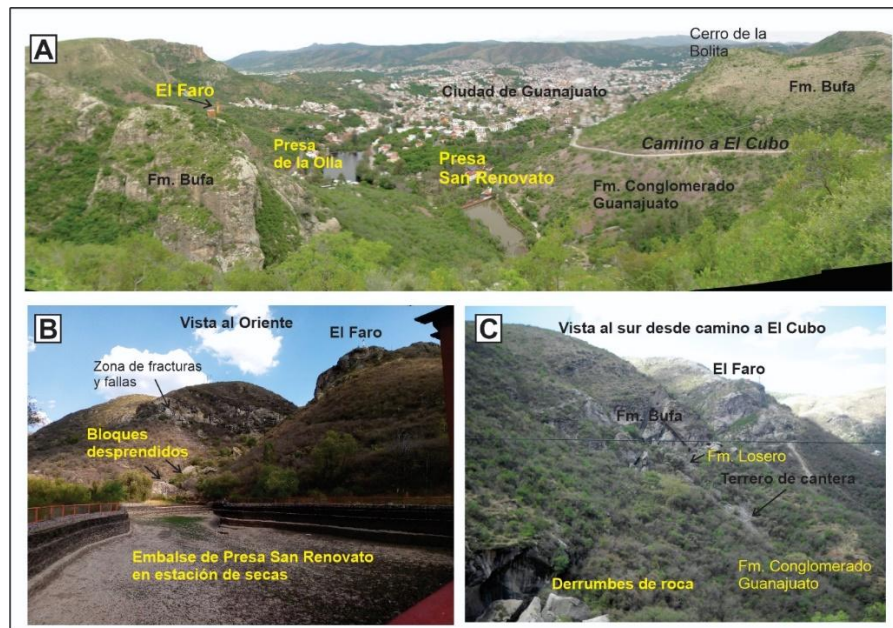 A
Cerro de la
Bolita
El Faro
Ciudad de Guanajuato
Fm. Bufa
Presa
de la Olla
Presa
San Renovato
Camino a El Cubo
Fm. Bufa
Fm. Conglomerado
Guanajuato
B
Vista al Oriente
El Faro
Zona de fracturas
y fallas
Bloques
desprendidos
Embalse de Presa San Renovato
en estación de secas
C
Vista al sur desde camino a El Cubo
El Faro
Fm. Bufa
Fm. Losero
Terrero de cantera
Fm. Conglomerado
Guanajuato
Derrumbes de roca